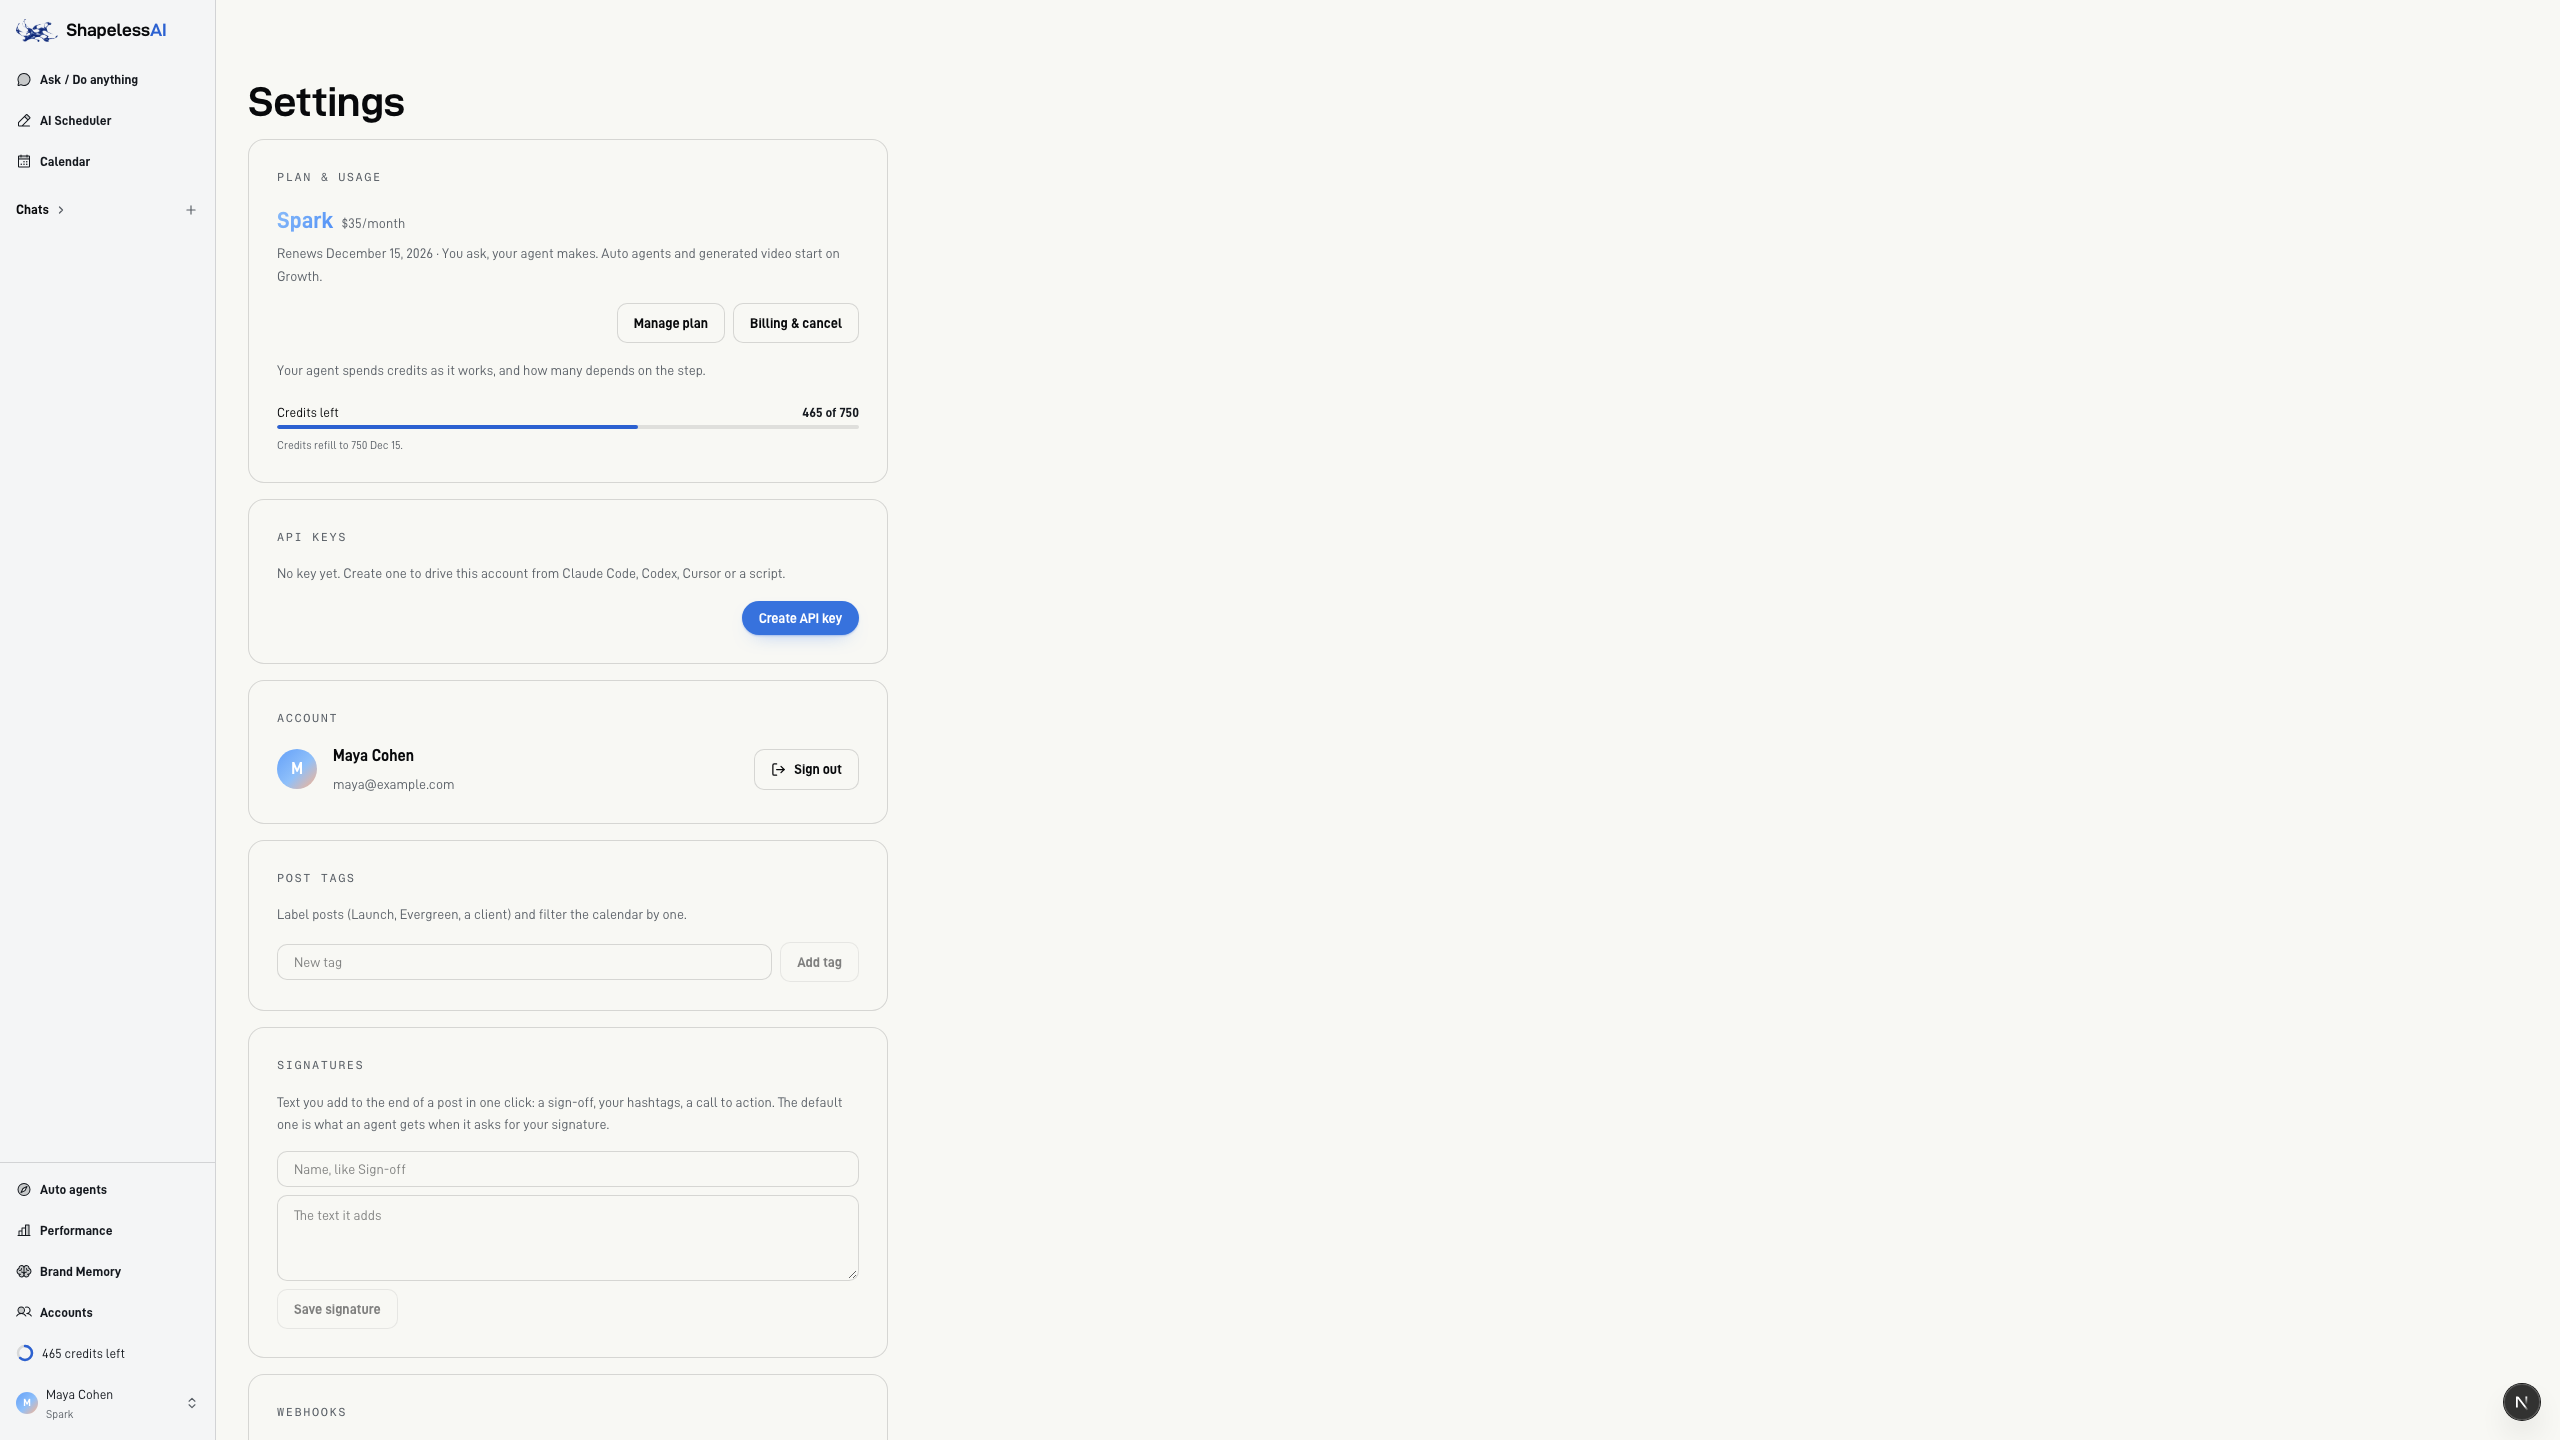 ShapelessAI
Ask / Do anything
AI Scheduler
Calendar
Chats
Auto agents
Performance
Brand Memory
Accounts
465 credits left
M
Maya Cohen
Spark
Settings
PLAN & USAGE
Spark $35/month
Renews December 15, 2026 · You ask, your agent makes. Auto agents and generated video start on
Growth.
Manage plan
Billing & cancel
Your agent spends credits as it works, and how many depends on the step.
Credits left 465 of 750
Credits refill to 750 Dec 15.
API KEYS
No key yet. Create one to drive this account from Claude Code, Codex, Cursor or a script.
Create API key
ACCOUNT
M
Maya Cohen
maya@example.com
Sign out
POST TAGS
Label posts (Launch, Evergreen, a client) and filter the calendar by one.
New tag
Add tag
SIGNATURES
Text you add to the end of a post in one click: a sign-off, your hashtags, a call to action. The default
one is what an agent gets when it asks for your signature.
Name, like Sign-off
The text it adds
Save signature
WEBHOOKS
N